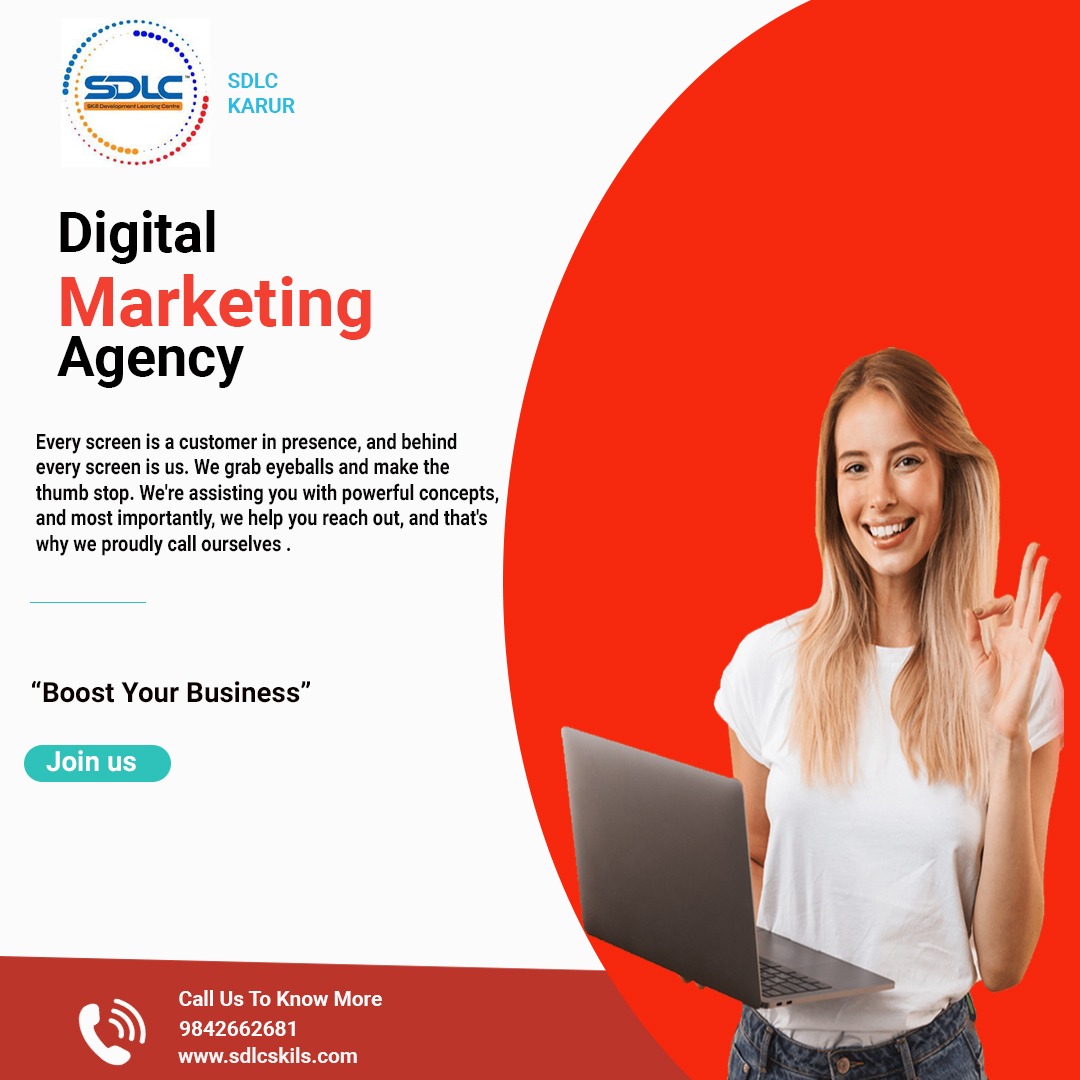 SDLC
™
Skill Development Learning Centre
SDLC
KARUR
Digital
Marketing
Agency
Every screen is a customer in presence, and behind
every screen is us. We grab eyeballs and make the
thumb stop. We're assisting you with powerful concepts,
and most importantly, we help you reach out, and that's
why we proudly call ourselves .
“Boost Your Business”
Join us
Call Us To Know More
9842662681
www.sdlcskils.com